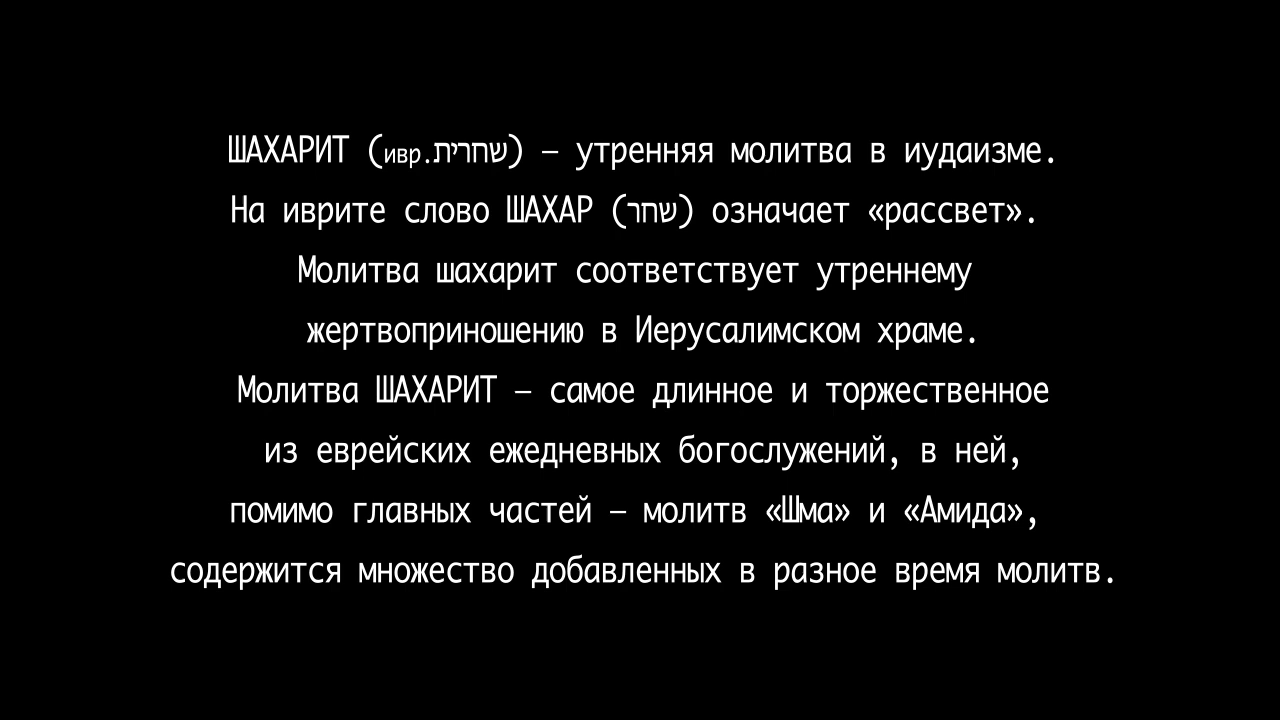 ШАХАРИТ (ивр.שחרית) – утренняя молитва в иудаизме.
На иврите слово ШАХАР (שחר) означает «рассвет».
Молитва шахарит соответствует утреннему
жертвоприношению в Иерусалимском храме.
Молитва ШАХАРИТ – самое длинное и торжественное
из еврейских ежедневных богослужений, в ней,
помимо главных частей – молитв «Шма» и «Амида»,
содержится множество добавленных в разное время молитв.